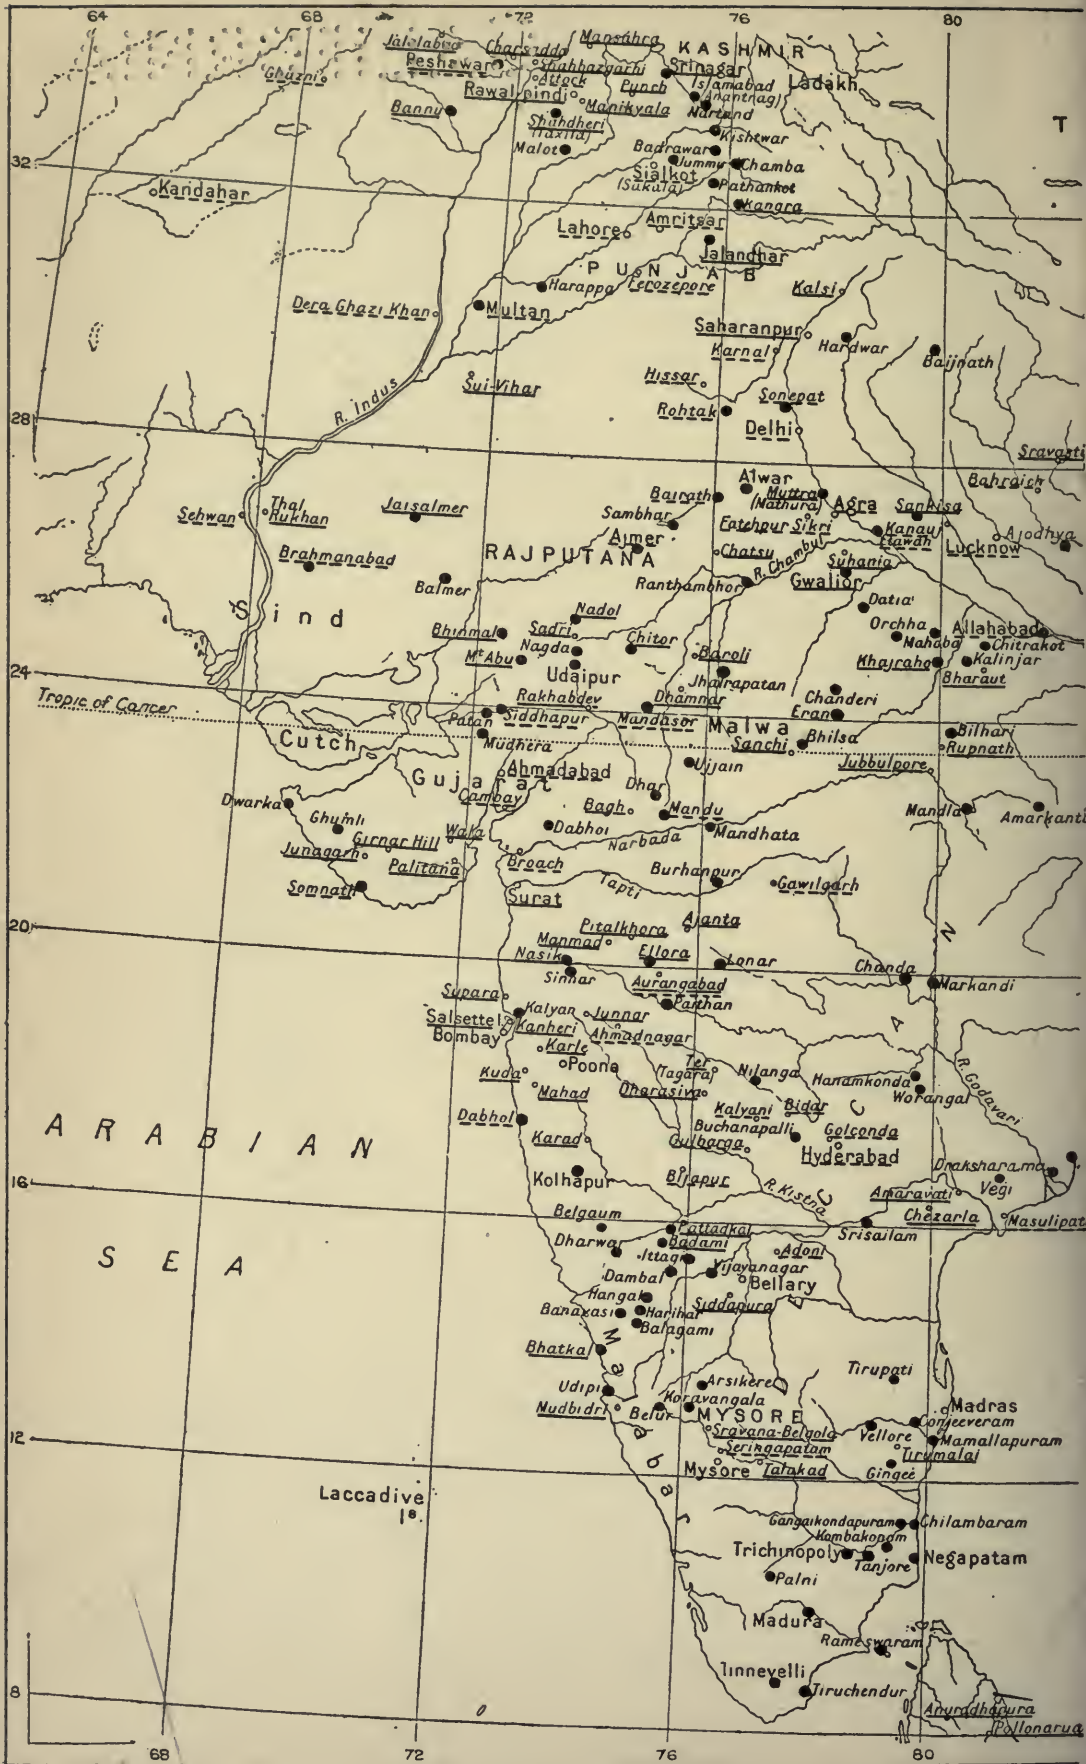 64 68 72 76 80
Jalalabad
Charsadda
Mansahra
KASHMIR
Peshawar
Shahbazgarhi
Srinagar
Ghazni
Attock
Punch
Islamabad
(Anantnag)
Ladakh
Rawalpindi
Manikyala
Martand
Bannu
Shahdheri
(Taxila)
Kishtwar
T
Malot
Badrawar
Jummu
Chamba
32
Sialkot
(Sakala)
Pathankot
Kandahar
Kangra
Lahore
Amritsar
Jalandhar
PUNJAB
Harappa
Ferozepore
Kalsi
Dera Ghazi Khan
Multan
Saharanpur
Karnal
Hardwar
Baijnath
Sui-Vihar
Hissar
Sonepat
R. Indus
Rohtak
Delhi
28
Sravasti
Alwar
Bahraich
Bairath
Muttra
(Mathura)
Agra
Sankisa
Sehwan
Thal
Rukhan
Jaisalmer
Sambhar
Fatehpur Sikri
Kanauj
Etawah
Ajodhya
Ajmer
Lucknow
Brahmanabad
RAJPUTANA
Chatsu
R. Chambul
Suhania
Balmer
Ranthambhor
Gwalior
Sind
Nadol
Datia
Bhinmal
Sadri
Chitor
Orchha
Allahabad
Nagda
Mahoba
Chitrakot
Mt Abu
Baroli
Khajraho
Kalinjar
24
Udaipur
Jhalrapatan
Bharaut
Tropic of Cancer
Rakhabdev
Dhamnar
Chanderi
Patan
Siddhapur
Mandasor
Malwa
Eran
Bilhari
Cutch
Mudhera
Sanchi
Bhilsa
Rupnath
Ujjain
Jubbulpore
Gujarat
Ahmadabad
Cambay
Dhar
Dwarka
Bagh
Mandu
Mandla
Amarkantak
Ghumli
Dabhoi
Mandhata
Girnar Hill
Wala
Narbada
Junagarh
Broach
Palitana
Burhanpur
Somnath
Tapti
Gawilgarh
Surat
Ajanta
Pitalkhora
20
Manmad
Ellora
Nasik
Lonar
Chanda
Sinnar
Aurangabad
Markandi
Supara
Paithan
Kalyan
Junnar
Salsette
Kanheri
Ahmadnagar
Bombay
Karle
Poona
Ter
(Tagara)
Nilanga
R. Godavari
Kuda
Hanamkonda
Mahad
Dharasiva
Worangal
Kalyani
Bidar
DECCAN
Dabhol
Buchanapalli
Karad
Golconda
Gulbarga
Hyderabad
ARABIAN
Kolhapur
Bijapur
Draksharama
Vegi
16
R. Kistna
Amaravati
Chezarla
Masulipat
Belgaum
Pattadkal
Srisailam
SEA
Dharwar
Badami
Adoni
Ittagi
Dambal
Vijayanagar
Bellary
Hangal
Siddapura
Banavasi
Harihar
Balagami
Bhatkal
Malabar
Tirupati
Udipi
Arsikere
Koravangala
Madras
Mudbidri
Belur
MYSORE
Conjeeveram
Sravana-Belgola
Vellore
Mamallapuram
12
Seringapatam
Tirumalai
Mysore
Talakad
Gingee
Laccadive
Is.
Gangaikondapuram
Chilambaram
Kombakonam
Trichinopoly
Tanjore
Negapatam
Palni
Madura
Rameswaram
Tinnevelli
Tiruchendur
8
Anuradhapura
Pollonarua
68 72 76 80